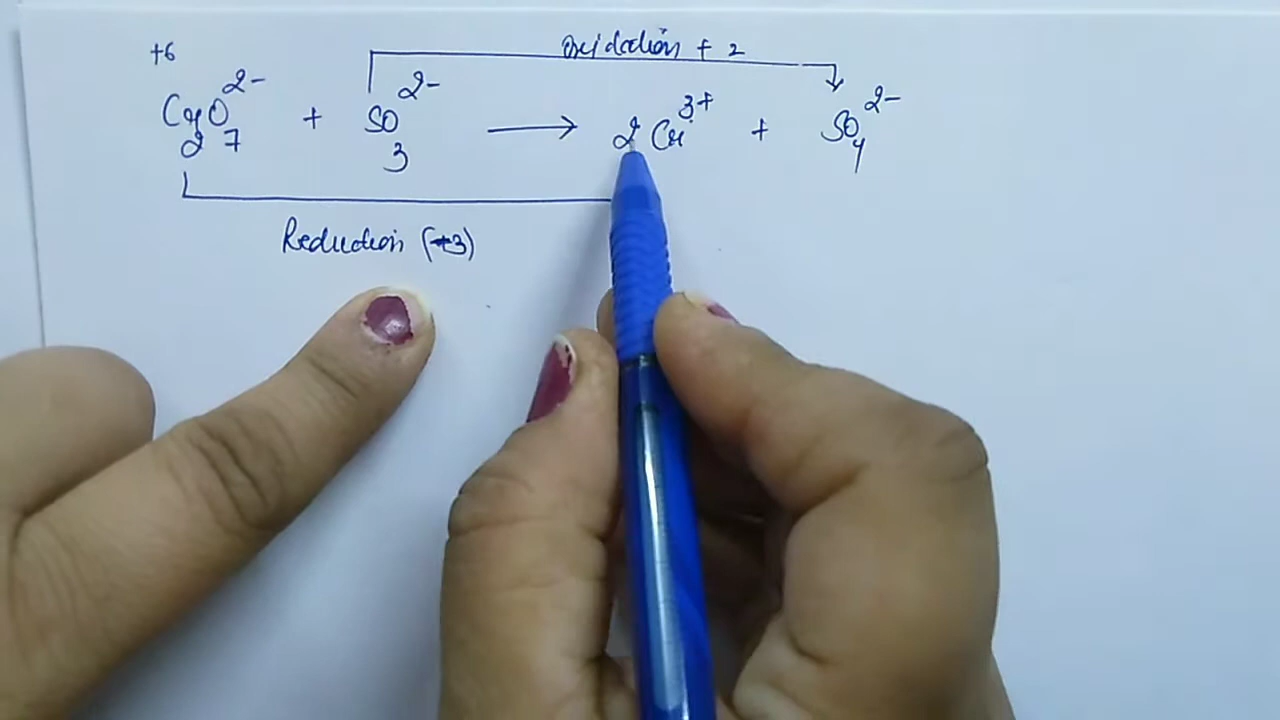 Oxidation + 2
+6
Cr2O7^2- + SO3^2- → 2Cr^3+ + SO4^2-
Reduction (-3)